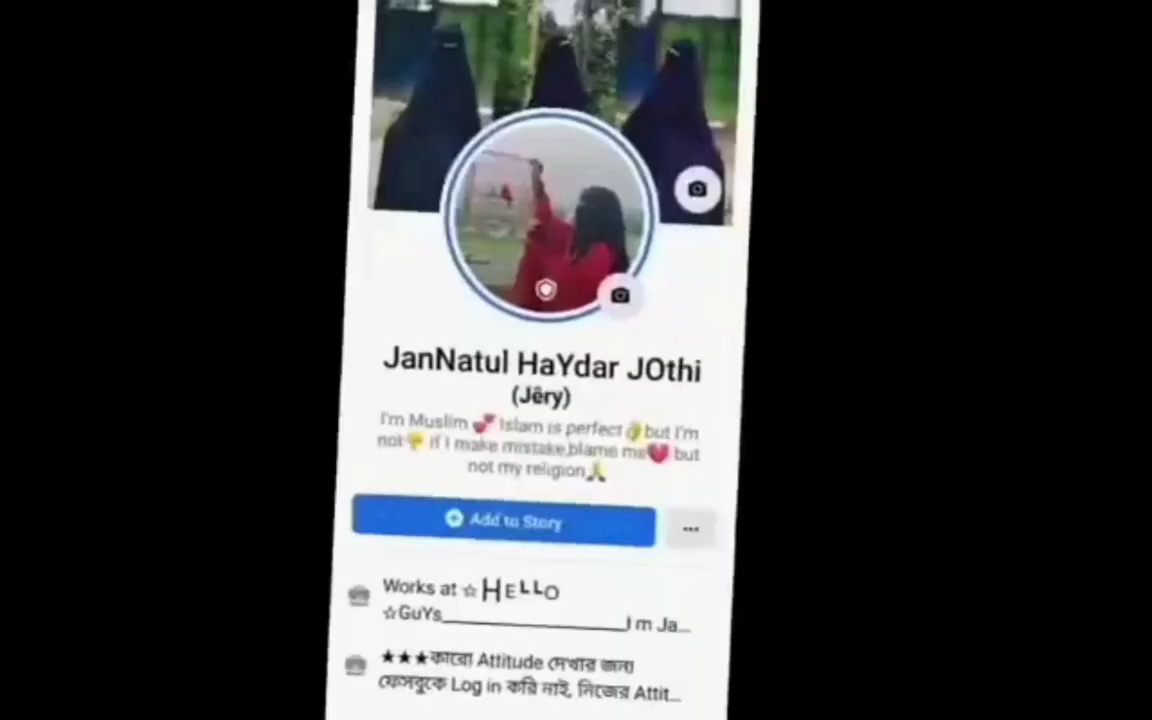 JanNatul HaYdar JOthi
(Jêry)
I'm Muslim 💞 Islam is perfect👌but I'm
not👎 if I make mistake,blame me💔 but
not my religion🙏
Add to Story
Works at ☆HELLO
☆GuYs____________________I m Ja...
★★★কারো Attitude দেখার জন্য
ফেসবুকে Log in করি নাই, নিজের Attit...